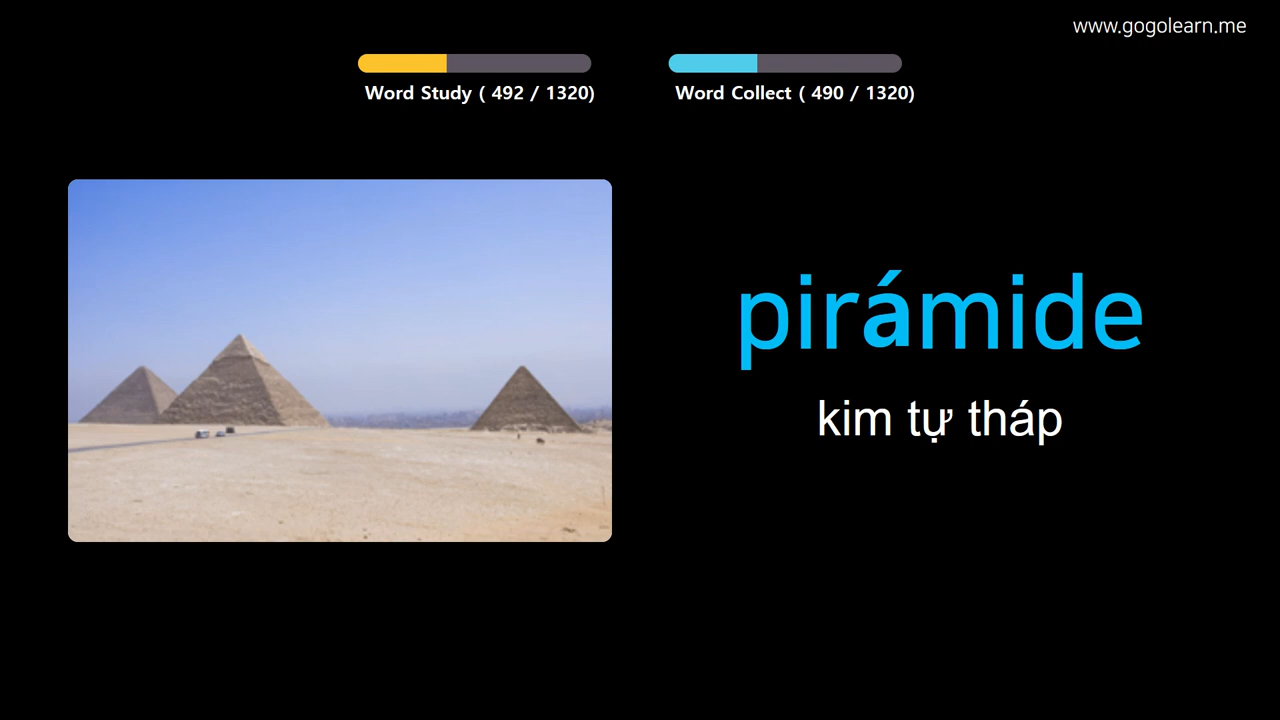 www.gogolearn.me
Word Study ( 492 / 1320)
Word Collect ( 490 / 1320)
pirámide
kim tự tháp